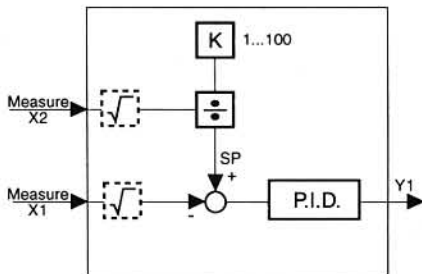 K 1...100
Measure
X2
√
÷
SP
+
Measure
X1
√
-
P.I.D.
Y1